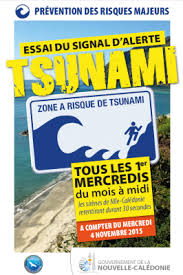 PRÉVENTION DES RISQUES MAJEURS
ESSAI DU SIGNAL D'ALERTE
TSUNAMI
ZONE A RISQUE DE TSUNAMI
TOUS LES 1er
MERCREDIS
du mois à midi
les sirènes de Nlle-Calédonie
retentiront durant 30 secondes
A COMPTER DU MERCREDI
4 NOVEMBRE 2015
GOUVERNEMENT DE LA
NOUVELLE-CALÉDONIE